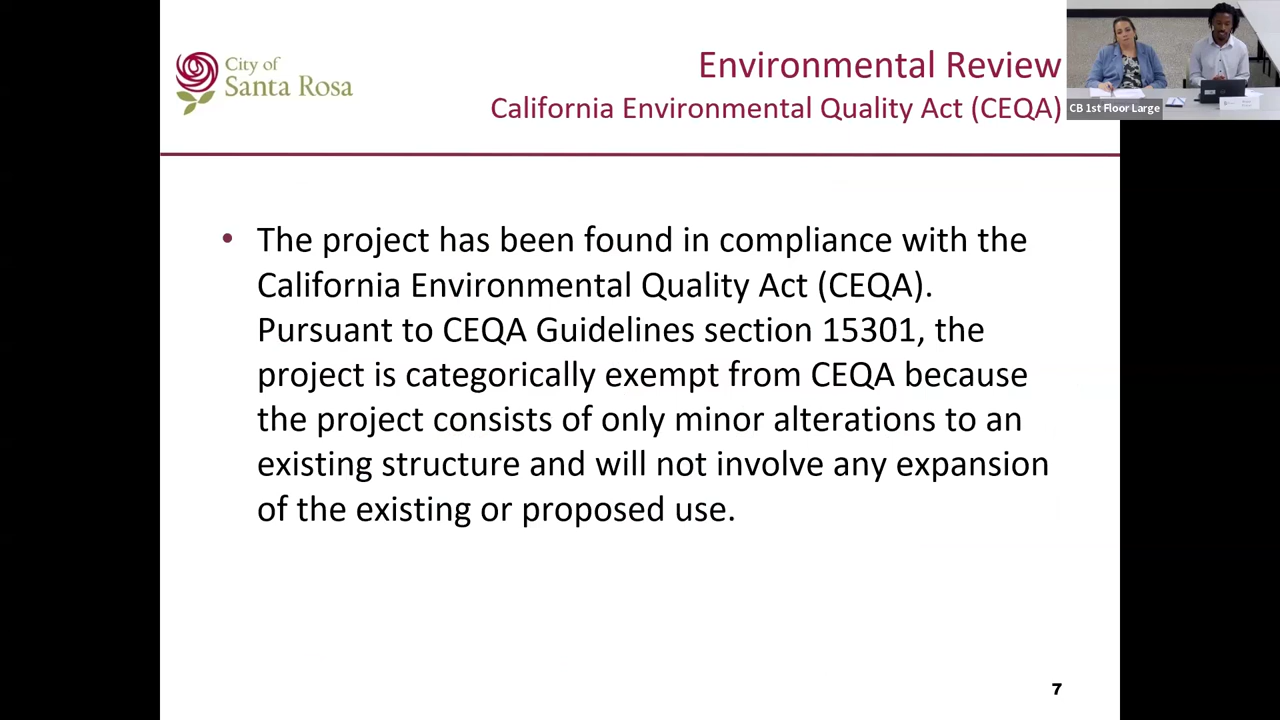 City of
Santa Rosa
Environmental Review
California Environmental Quality Act (CEQA)
CB 1st Floor Large
• The project has been found in compliance with the
California Environmental Quality Act (CEQA).
Pursuant to CEQA Guidelines section 15301, the
project is categorically exempt from CEQA because
the project consists of only minor alterations to an
existing structure and will not involve any expansion
of the existing or proposed use.
7